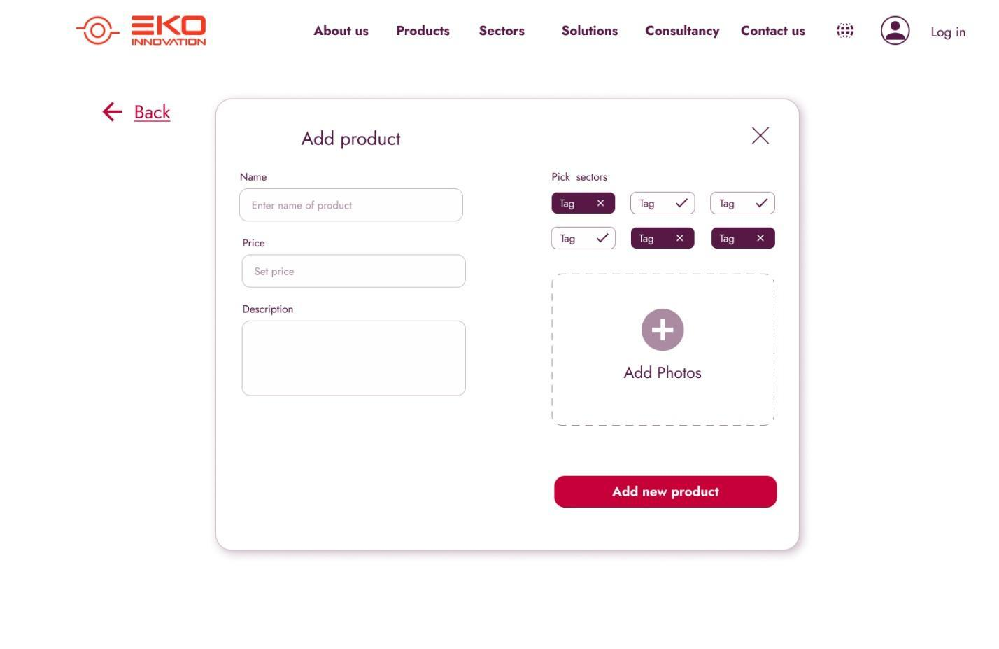 EKO
INNOVATION
About us
Products
Sectors
Solutions
Consultancy
Contact us
Log in
Back
Add product
Name
Enter name of product
Price
Set price
Description
Pick sectors
Tag
Tag
Tag
Tag
Tag
Tag
Add Photos
Add new product